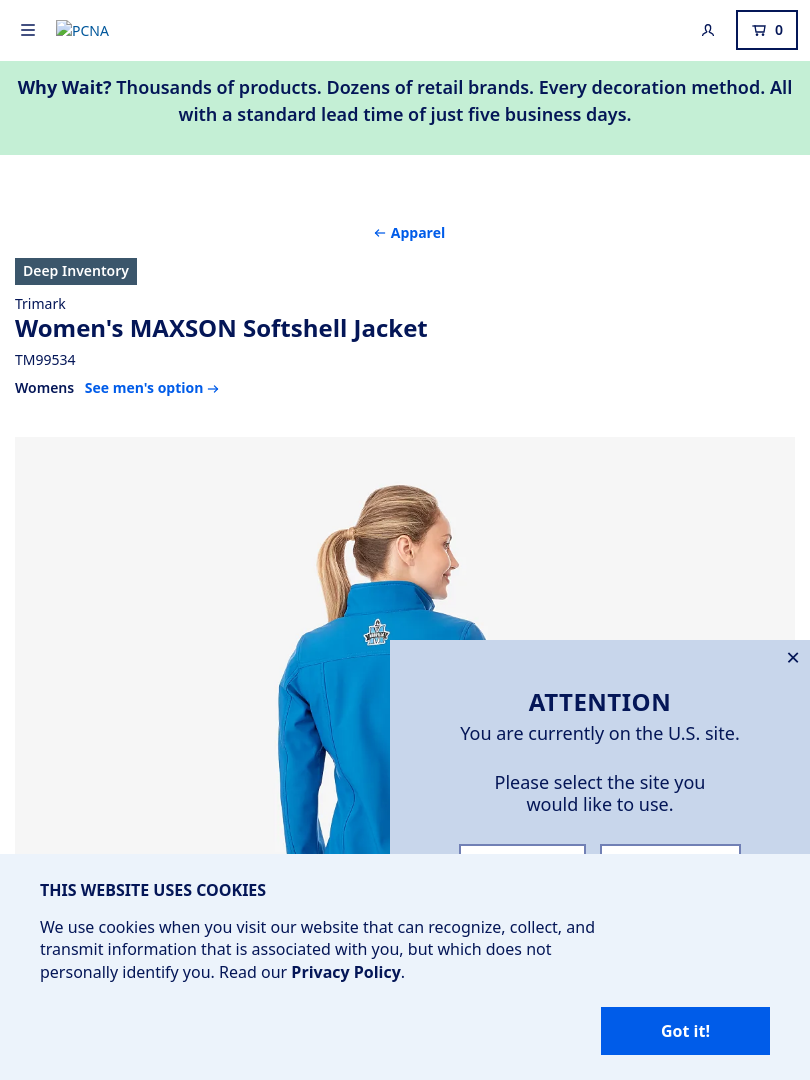 PCNA
0
Why Wait? Thousands of products. Dozens of retail brands. Every decoration method. All
with a standard lead time of just five business days.
← Apparel
Deep Inventory
Trimark
Women's MAXSON Softshell Jacket
TM99534
Womens See men's option →
ATTENTION
You are currently on the U.S. site.
Please select the site you
would like to use.
THIS WEBSITE USES COOKIES
We use cookies when you visit our website that can recognize, collect, and
transmit information that is associated with you, but which does not
personally identify you. Read our Privacy Policy.
Got it!